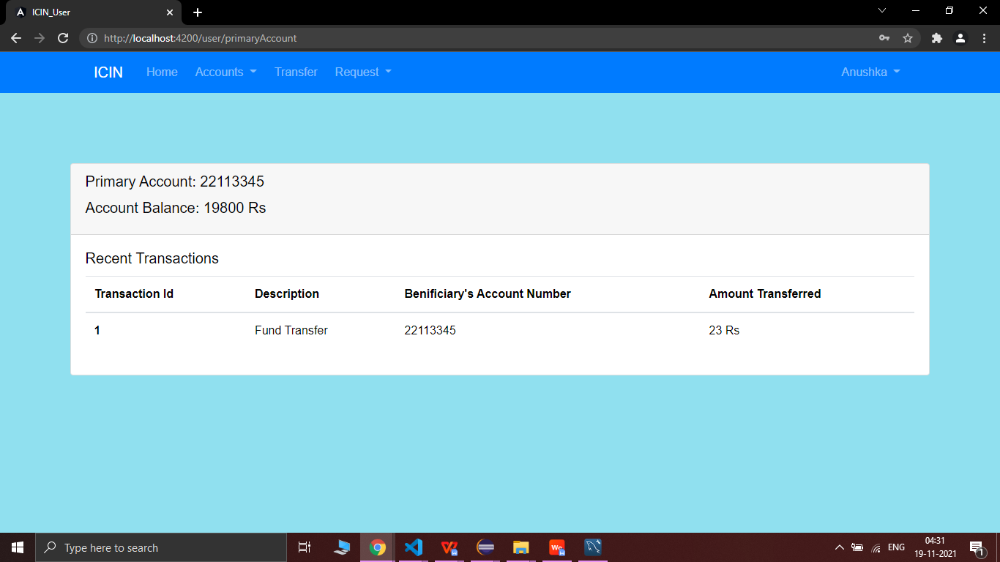 ICIN_User
http://localhost:4200/user/primaryAccount
ICIN Home Accounts Transfer Request Anushka
Primary Account: 22113345
Account Balance: 19800 Rs
Recent Transactions
Transaction Id Description Benificiary's Account Number Amount Transferred
1 Fund Transfer 22113345 23 Rs
Type here to search
ENG
04:31
19-11-2021
1